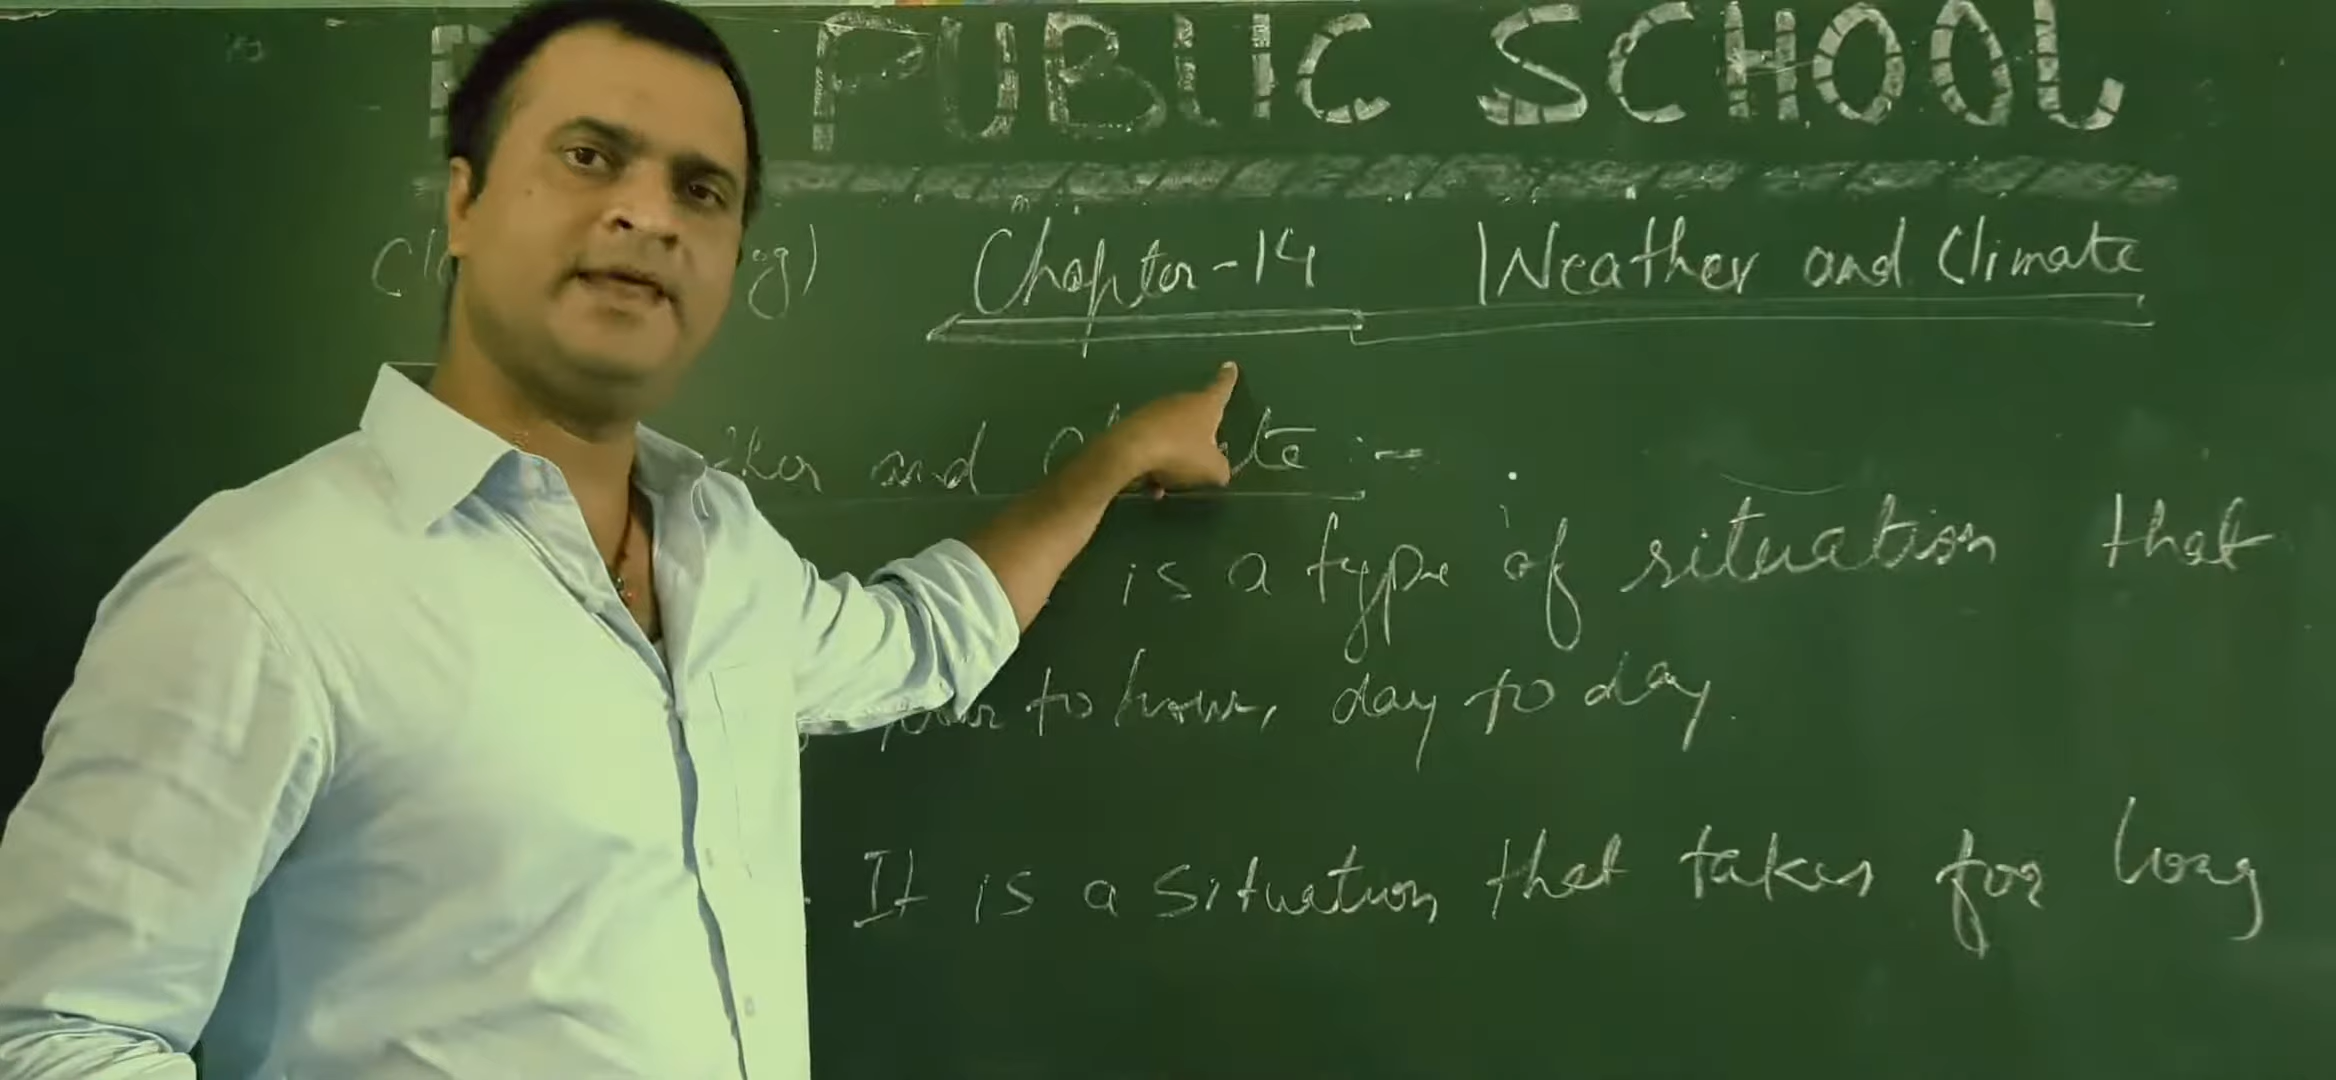 PUBLIC SCHOOL
Chapter-14 Weather and Climate
and
is a type of situation that
to hour, day to day.
It is a situation that takes for long